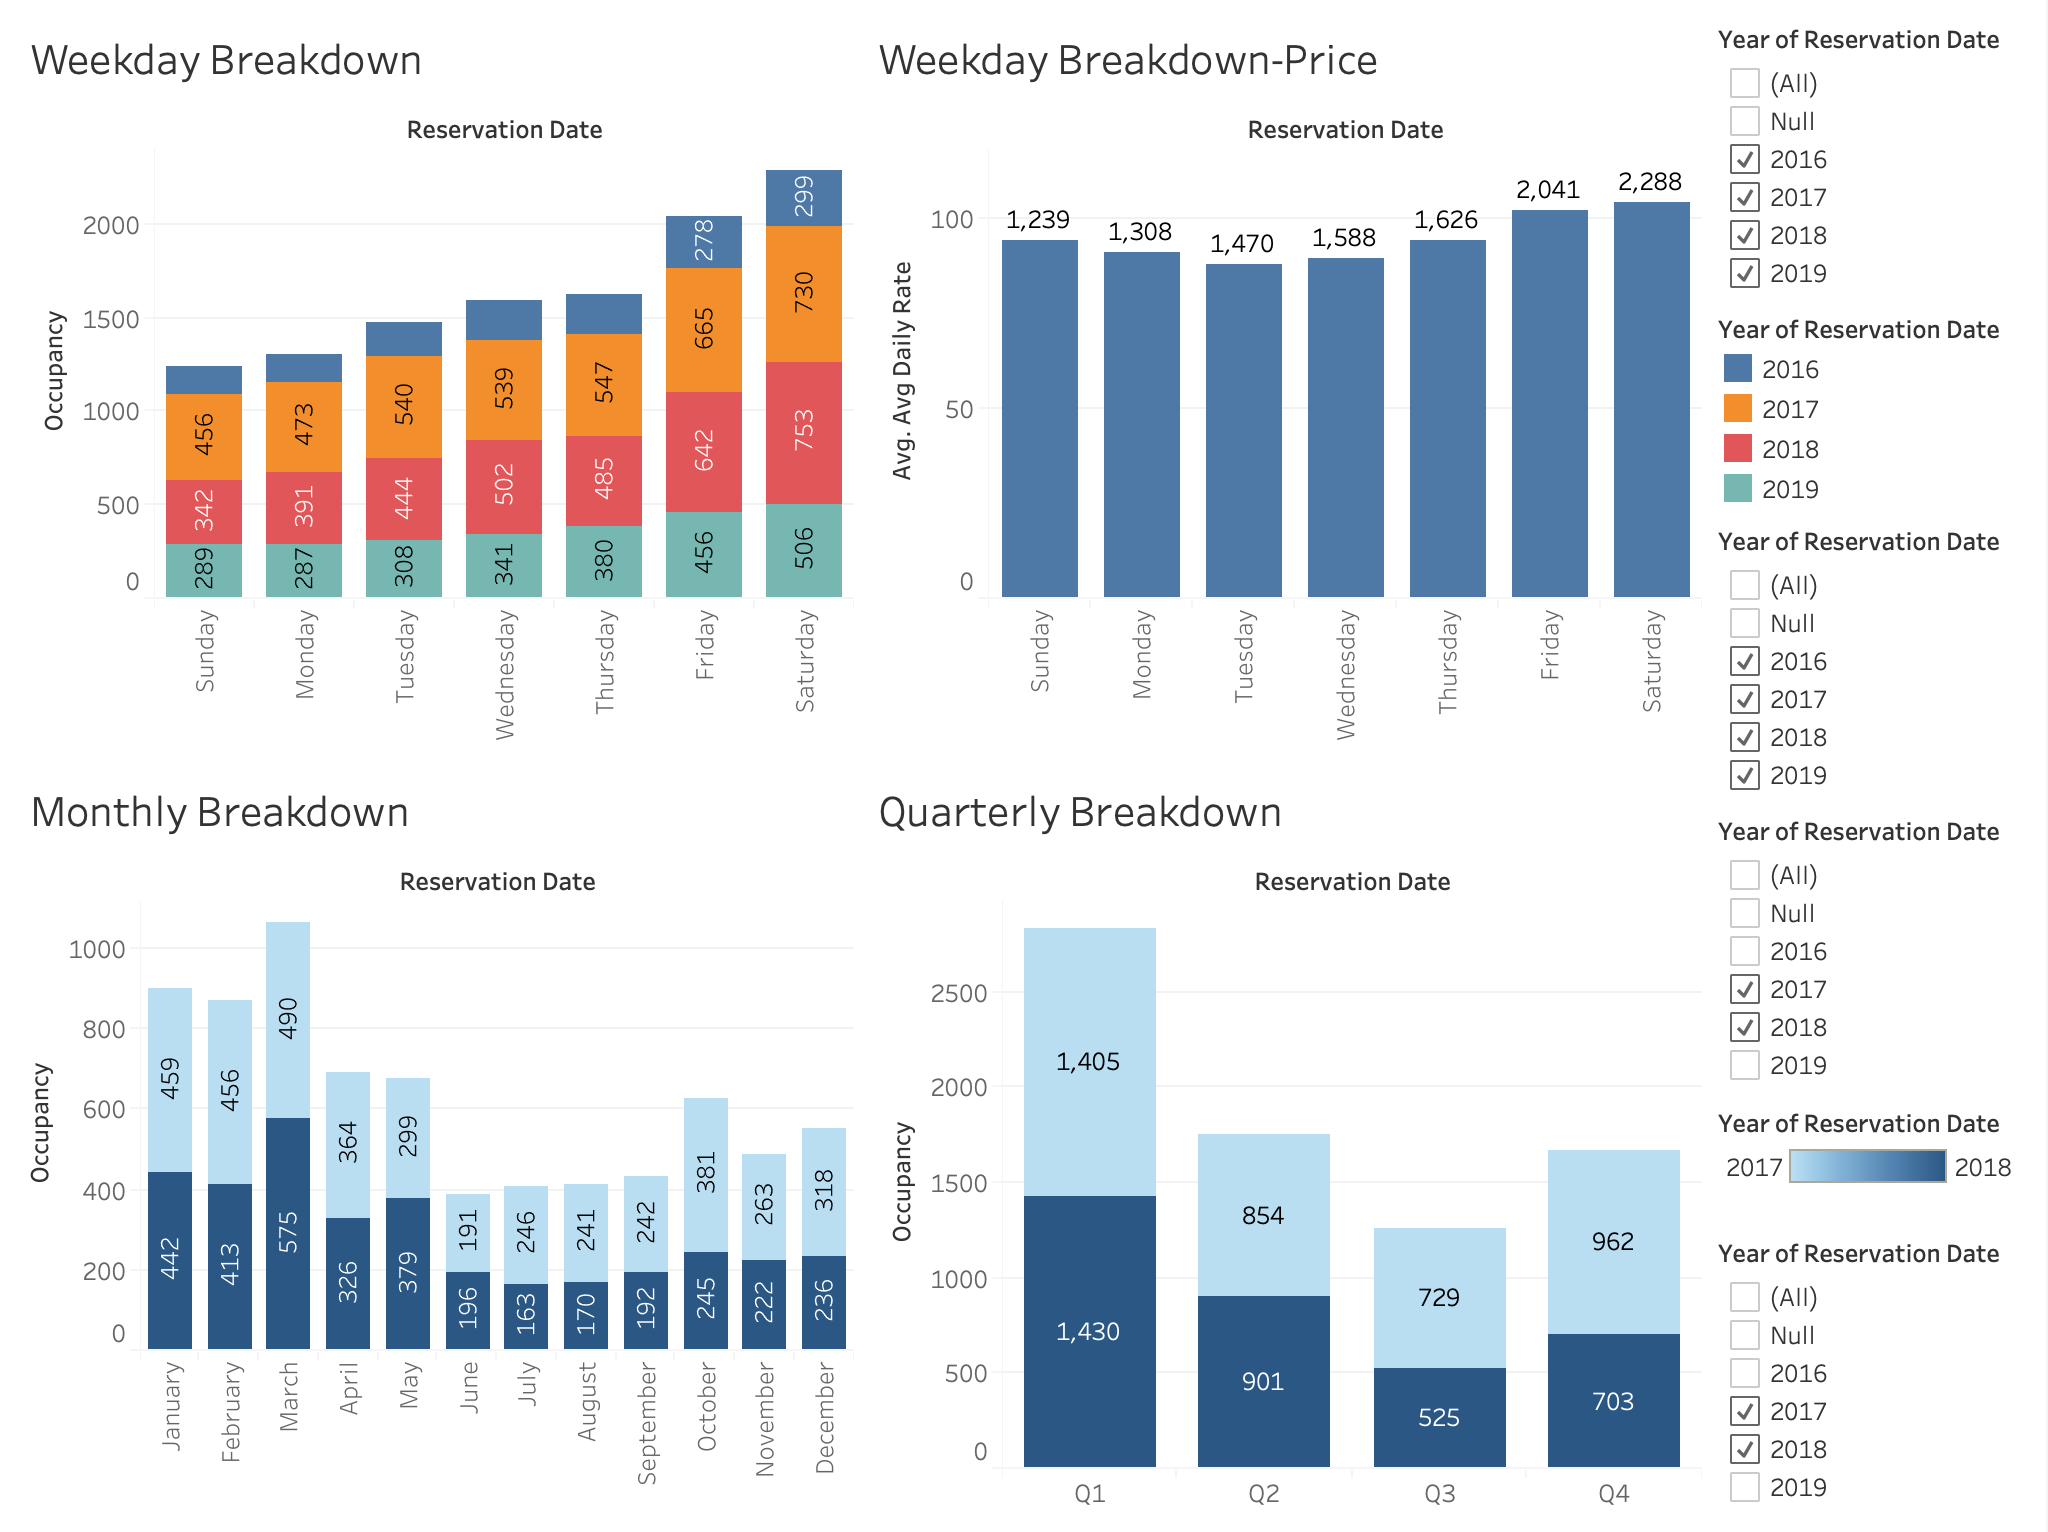 Weekday Breakdown
Reservation Date
Occupancy
2000
1500
1000
500
0
299
278
456
473
540
539
547
665
730
342
391
444
502
485
642
753
289
287
308
341
380
456
506
Sunday
Monday
Tuesday
Wednesday
Thursday
Friday
Saturday
Weekday Breakdown-Price
Reservation Date
Avg. Avg Daily Rate
100
50
0
1,239
1,308
1,470
1,588
1,626
2,041
2,288
Sunday
Monday
Tuesday
Wednesday
Thursday
Friday
Saturday
Monthly Breakdown
Reservation Date
Occupancy
1000
800
600
400
200
0
459
456
490
364
299
191
246
241
242
381
263
318
442
413
575
326
379
196
163
170
192
245
222
236
January
February
March
April
May
June
July
August
September
October
November
December
Quarterly Breakdown
Reservation Date
Occupancy
2500
2000
1500
1000
500
0
1,405
854
729
962
1,430
901
525
703
Q1
Q2
Q3
Q4
Year of Reservation Date
(All)
Null
2016
2017
2018
2019
Year of Reservation Date
2016
2017
2018
2019
Year of Reservation Date
(All)
Null
2016
2017
2018
2019
Year of Reservation Date
(All)
Null
2016
2017
2018
2019
Year of Reservation Date
2017 2018
Year of Reservation Date
(All)
Null
2016
2017
2018
2019